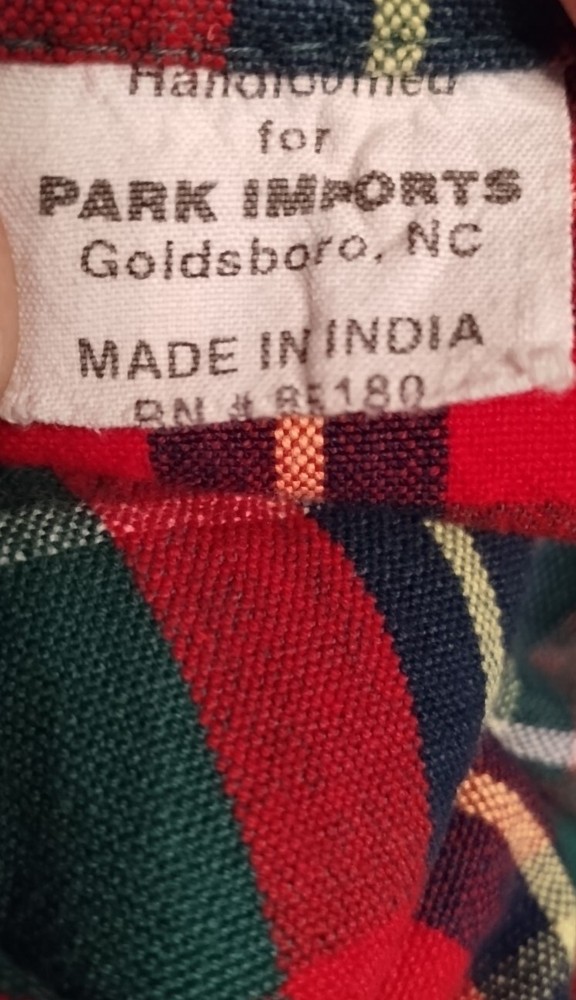 Handloomed
for
PARK IMPORTS
Goldsboro, NC
MADE IN INDIA
RN # 85180